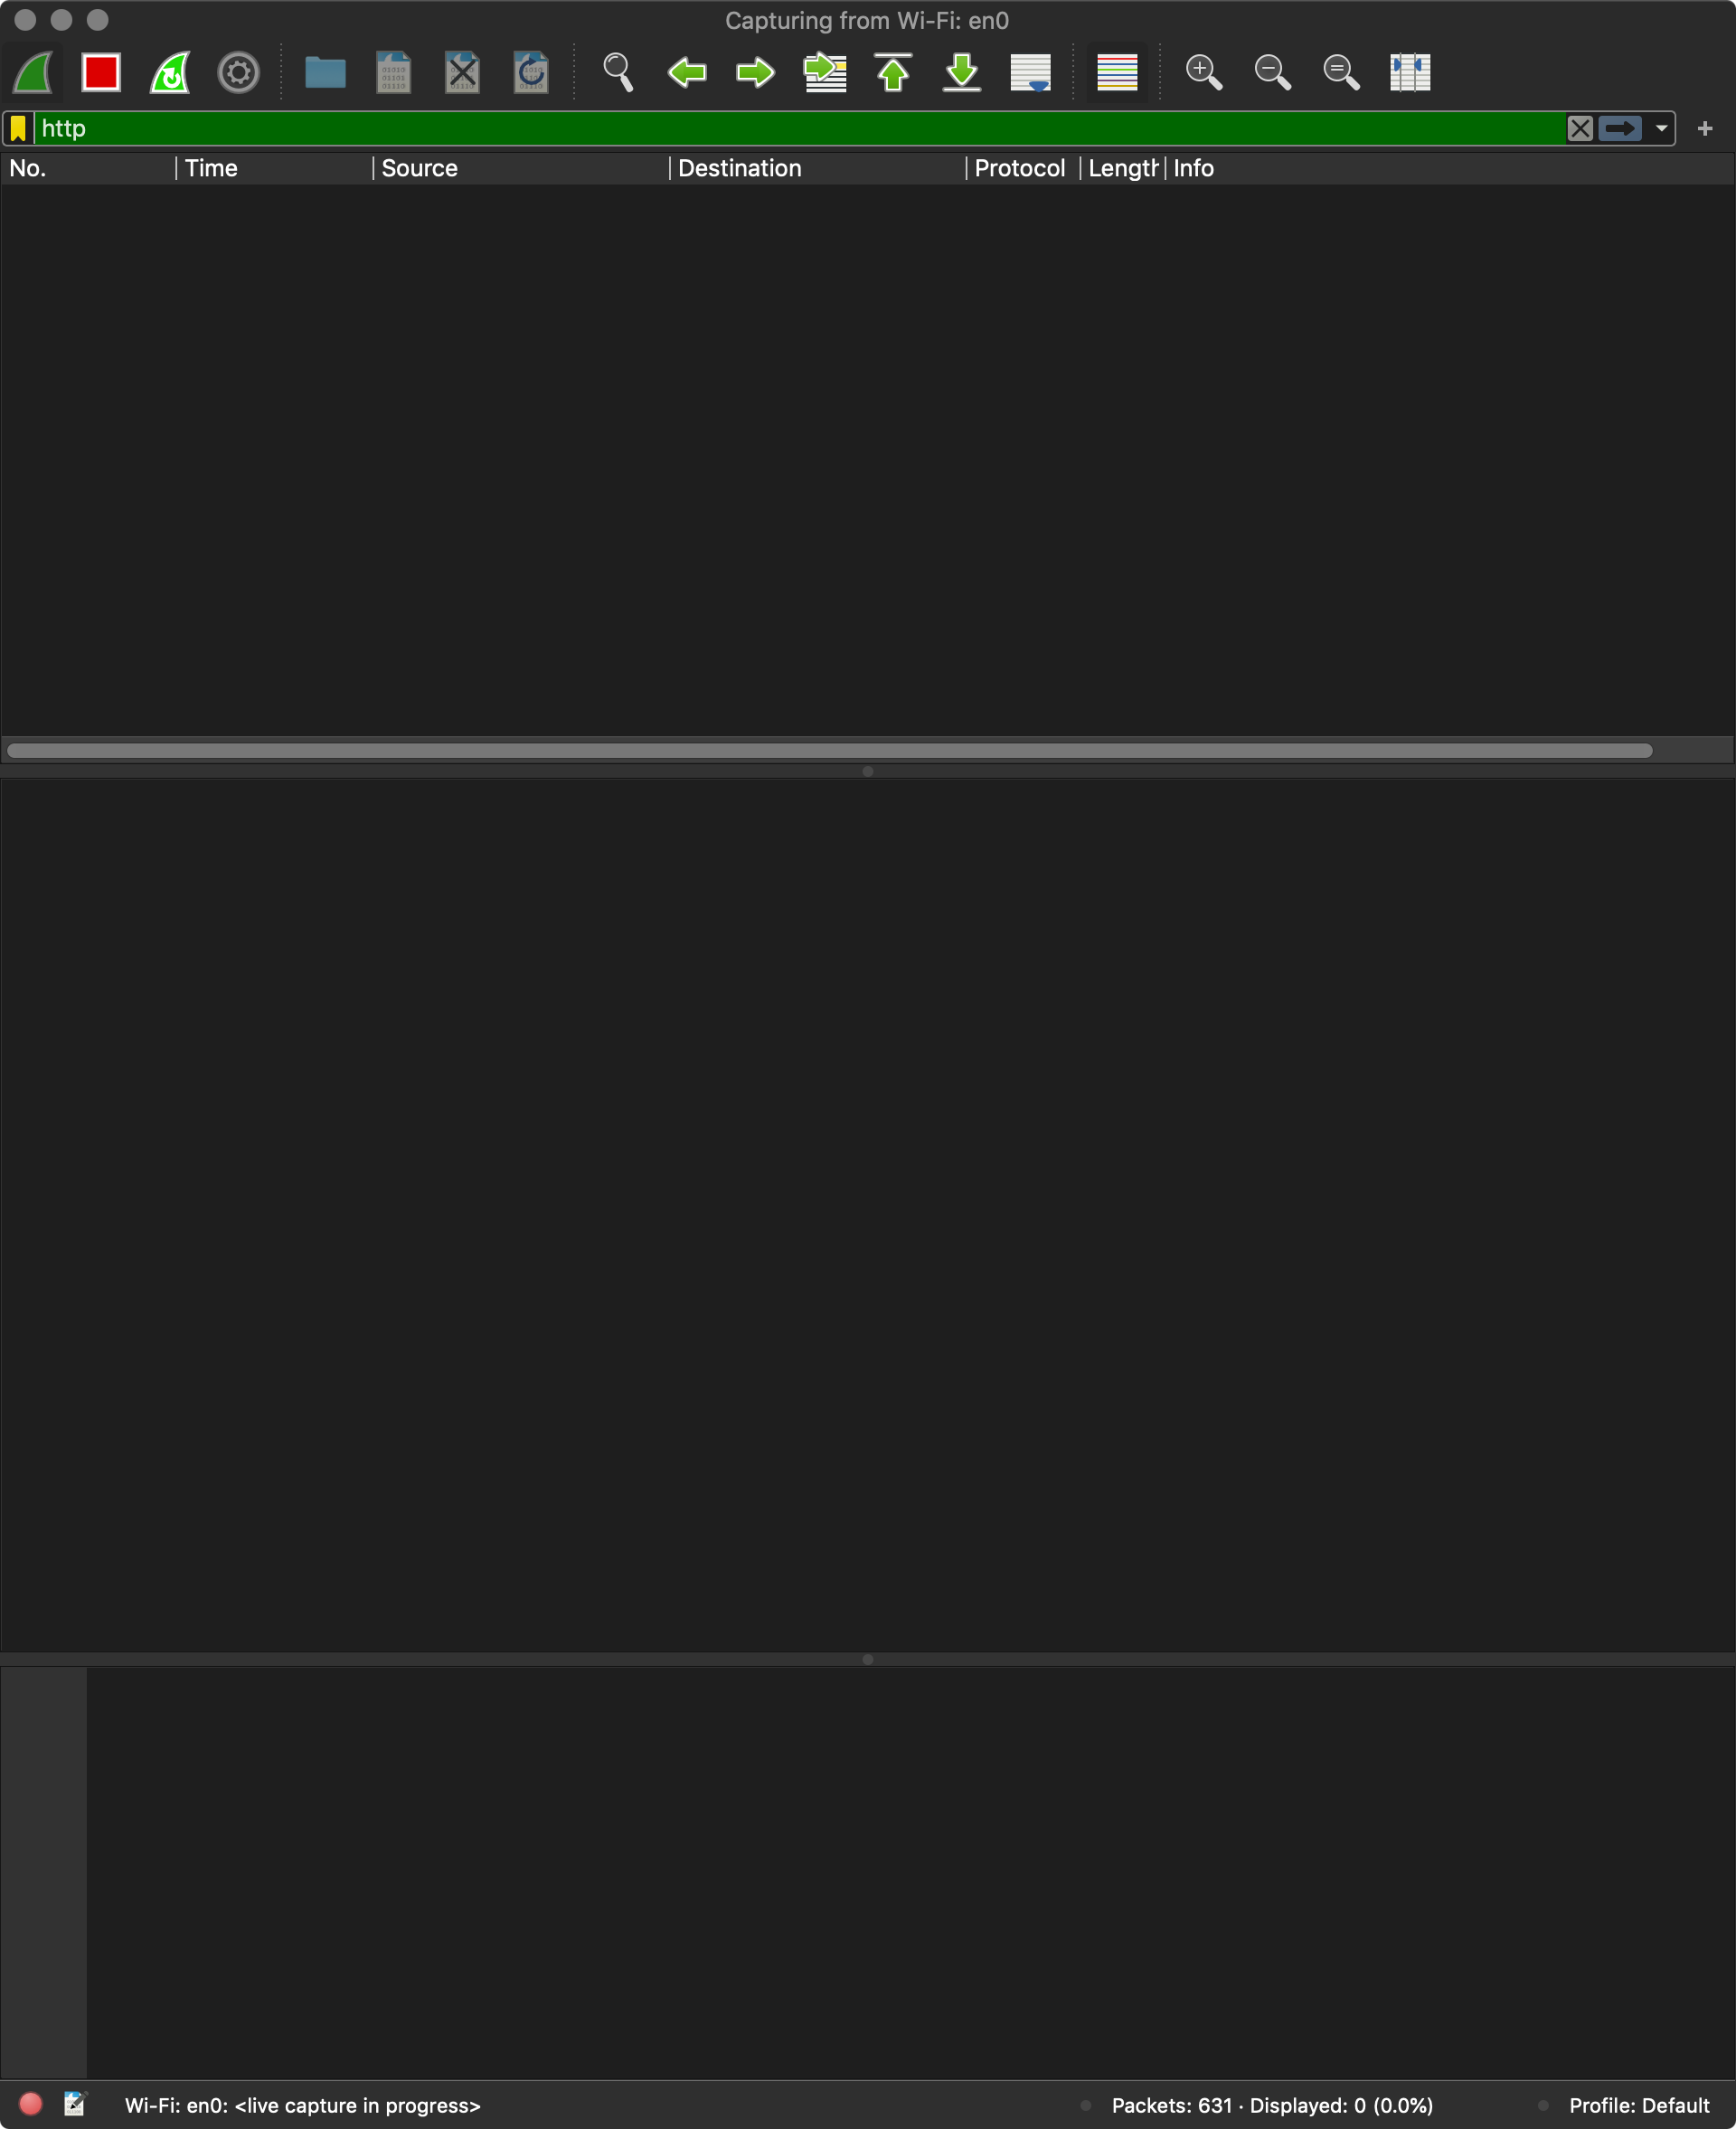 Capturing from Wi-Fi: en0
http
No. Time Source Destination Protocol Length Info
Wi-Fi: en0: <live capture in progress> Packets: 631 · Displayed: 0 (0.0%) Profile: Default